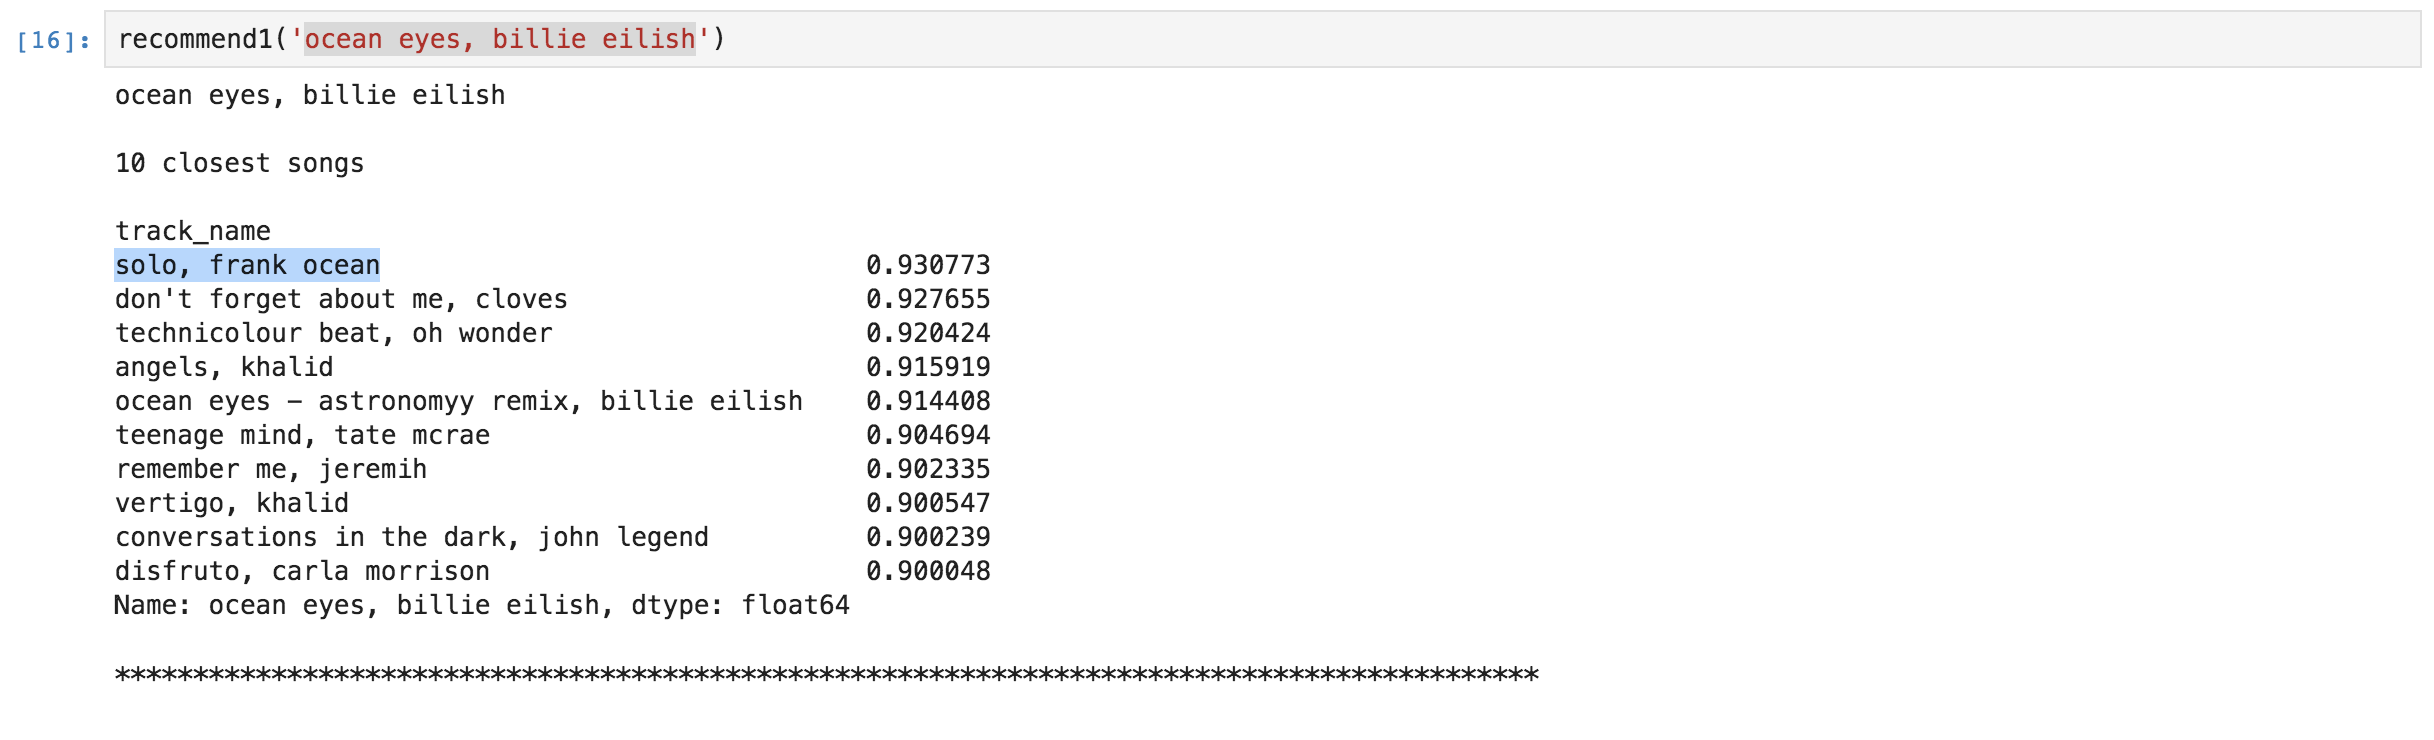 [16]: recommend1('ocean eyes, billie eilish')
ocean eyes, billie eilish
10 closest songs
track_name
solo, frank ocean 0.930773
don't forget about me, cloves 0.927655
technicolour beat, oh wonder 0.920424
angels, khalid 0.915919
ocean eyes – astronomyy remix, billie eilish 0.914408
teenage mind, tate mcrae 0.904694
remember me, jeremih 0.902335
vertigo, khalid 0.900547
conversations in the dark, john legend 0.900239
disfruto, carla morrison 0.900048
Name: ocean eyes, billie eilish, dtype: float64
*******************************************************************************************